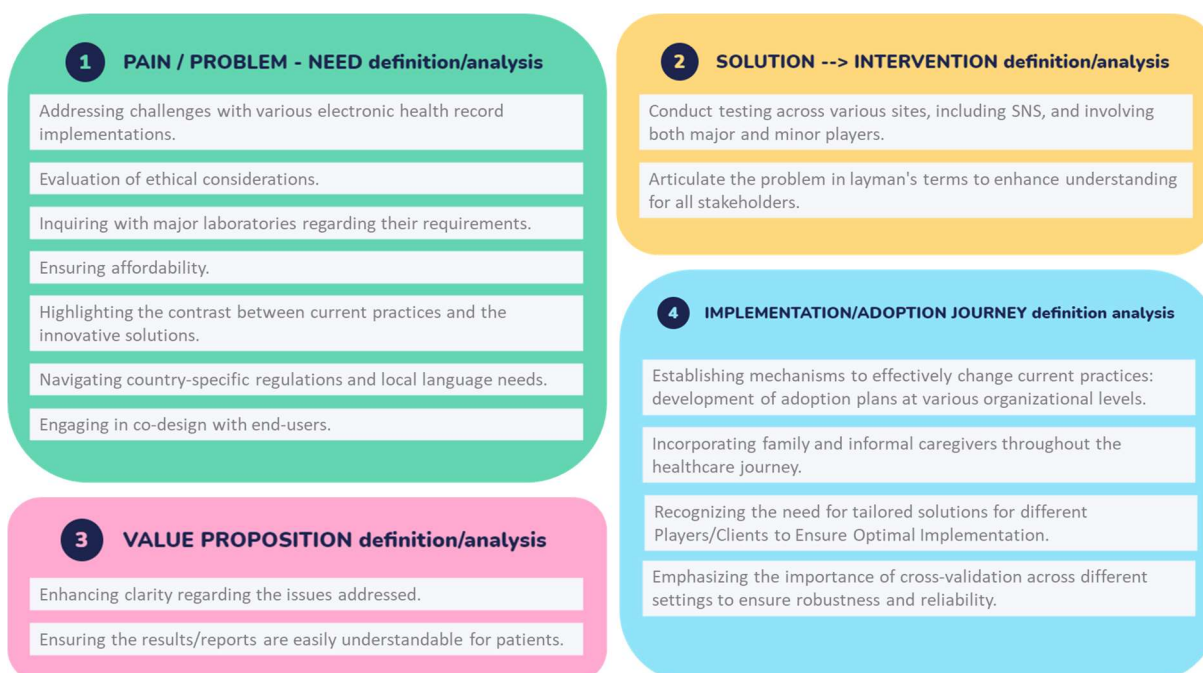 1 PAIN / PROBLEM - NEED definition/analysis
Addressing challenges with various electronic health record
implementations.
Evaluation of ethical considerations.
Inquiring with major laboratories regarding their requirements.
Ensuring affordability.
Highlighting the contrast between current practices and the
innovative solutions.
Navigating country-specific regulations and local language needs.
Engaging in co-design with end-users.
2 SOLUTION --> INTERVENTION definition/analysis
Conduct testing across various sites, including SNS, and involving
both major and minor players.
Articulate the problem in layman's terms to enhance understanding
for all stakeholders.
3 VALUE PROPOSITION definition/analysis
Enhancing clarity regarding the issues addressed.
Ensuring the results/reports are easily understandable for patients.
4 IMPLEMENTATION/ADOPTION JOURNEY definition analysis
Establishing mechanisms to effectively change current practices:
development of adoption plans at various organizational levels.
Incorporating family and informal caregivers throughout the
healthcare journey.
Recognizing the need for tailored solutions for different
Players/Clients to Ensure Optimal Implementation.
Emphasizing the importance of cross-validation across different
settings to ensure robustness and reliability.